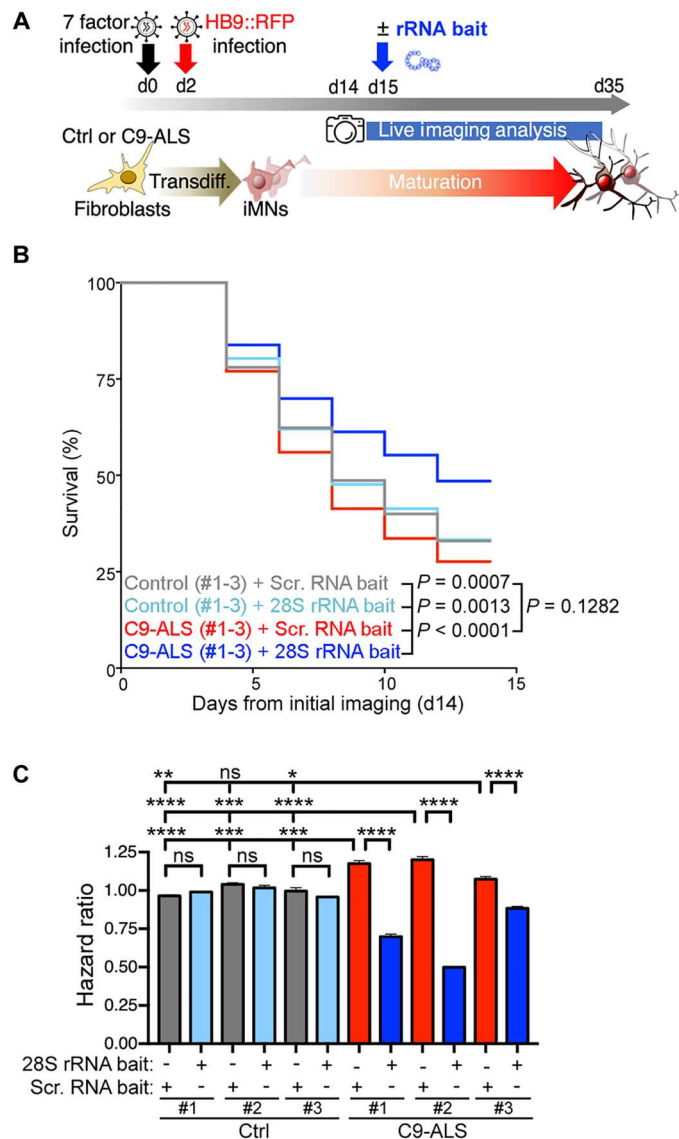 A
7 factor infection
HB9::RFP infection
± rRNA bait
d0 d2 d14 d15 d35
Ctrl or C9-ALS
Live imaging analysis
Transdiff.
Maturation
Fibroblasts
iMNs
B
Survival (%)
100
75
50
25
0
0 5 10 15
Days from initial imaging (d14)
Control (#1-3) + Scr. RNA bait
Control (#1-3) + 28S rRNA bait
C9-ALS (#1-3) + Scr. RNA bait
C9-ALS (#1-3) + 28S rRNA bait
P = 0.0007
P = 0.0013
P < 0.0001
P = 0.1282
C
** ns * ****
**** *** **** ****
**** *** *** ****
ns ns ns
Hazard ratio
1.25
1.00
0.75
0.50
0.25
0.00
28S rRNA bait: - + - + - + - + - + - +
Scr. RNA bait: + - + - + - + - + - + -
#1 #2 #3 #1 #2 #3
Ctrl C9-ALS